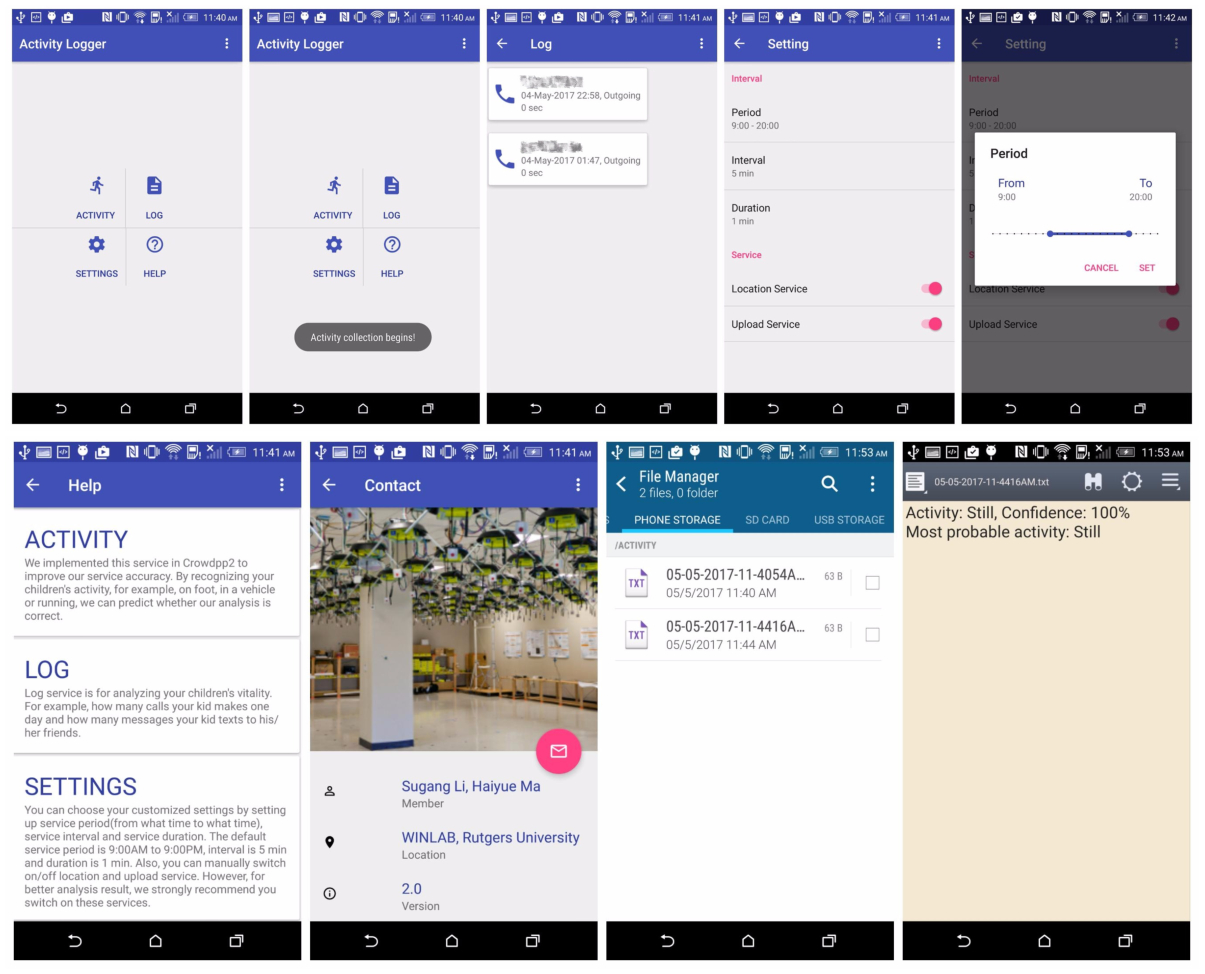 11:40 AM
Activity Logger
ACTIVITY
LOG
SETTINGS
HELP
11:40 AM
Activity Logger
ACTIVITY
LOG
SETTINGS
HELP
Activity collection begins!
11:41 AM
Log
04-May-2017 22:58, Outgoing
0 sec
04-May-2017 01:47, Outgoing
0 sec
11:41 AM
Setting
Interval
Period
9:00 - 20:00
Interval
5 min
Duration
1 min
Service
Location Service
Upload Service
11:42 AM
Setting
Interval
Period
9:00 - 20:00
Period
From
To
9:00
20:00
CANCEL
SET
Location Service
Upload Service
11:41 AM
Help
ACTIVITY
We implemented this service in Crowdpp2 to
improve our service accuracy. By recognizing your
children's activity, for example, on foot, in a vehicle
or running, we can predict whether our analysis is
correct.
LOG
Log service is for analyzing your children's vitality.
For example, how many calls your kid makes one
day and how many messages your kid texts to his/
her friends.
SETTINGS
You can choose your customized settings by setting
up service period(from what time to what time),
service interval and service duration. The default
service period is 9:00AM to 9:00PM, interval is 5 min
and duration is 1 min. Also, you can manually switch
on/off location and upload service. However, for
better analysis result, we strongly recommend you
switch on these services.
11:41 AM
Contact
Sugang Li, Haiyue Ma
Member
WINLAB, Rutgers University
Location
2.0
Version
11:53 AM
File Manager
2 files, 0 folder
S
PHONE STORAGE
SD CARD
USB STORAGE
/ACTIVITY
TXT
05-05-2017-11-4054A...
63 B
05/5/2017 11:40 AM
TXT
05-05-2017-11-4416A...
63 B
05/5/2017 11:44 AM
11:53 AM
05-05-2017-11-4416AM.txt
Activity: Still, Confidence: 100%
Most probable activity: Still